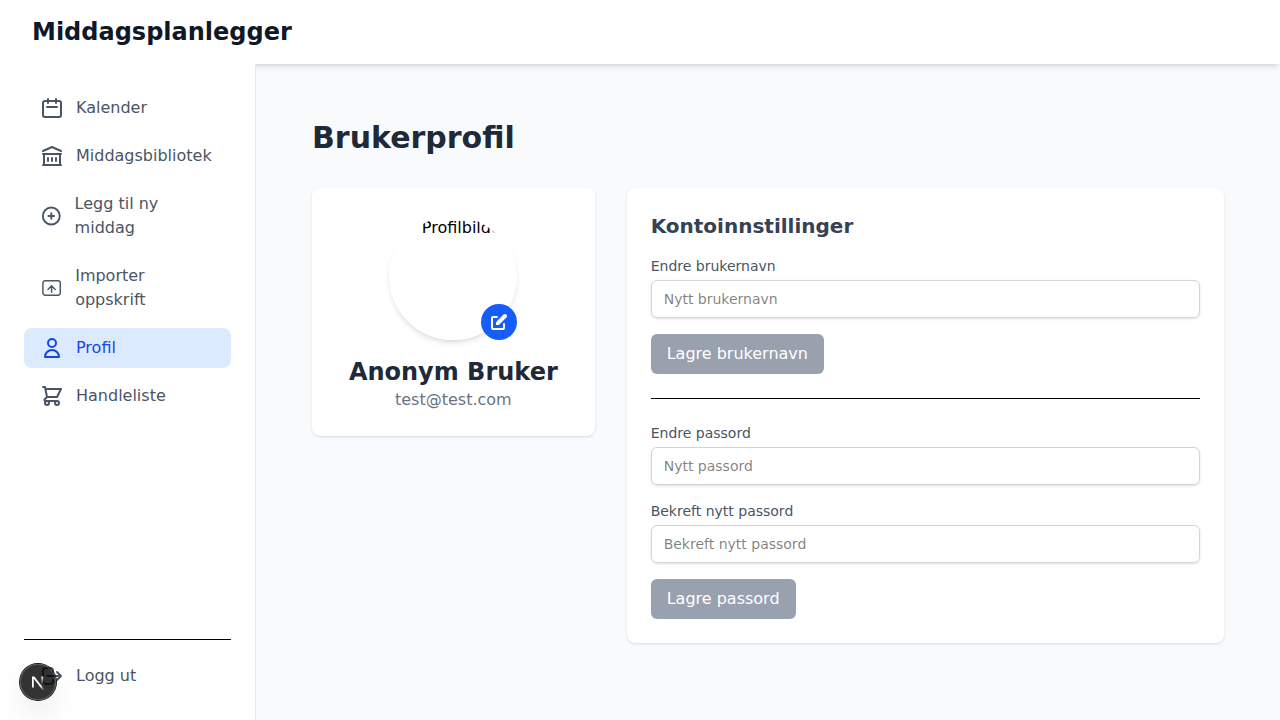 Middagsplanlegger
Kalender
Middagsbibliotek
Legg til ny
middag
Importer
oppskrift
Profil
Handleliste
Logg ut
N
Brukerprofil
Profilbild
Anonym Bruker
test@test.com
Kontoinnstillinger
Endre brukernavn
Nytt brukernavn
Lagre brukernavn
Endre passord
Nytt passord
Bekreft nytt passord
Bekreft nytt passord
Lagre passord